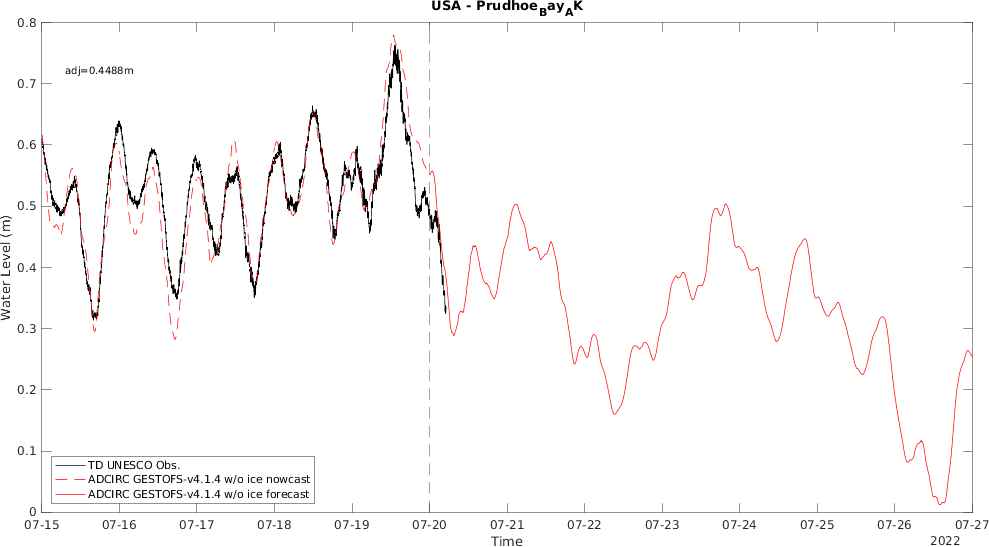 USA - Prudhoe_Bay_AK
adj=0.4488m
0.8
0.7
0.6
0.5
0.4
0.3
0.2
0.1
0
Water Level (m)
TD UNESCO Obs.
ADCIRC GESTOFS-v4.1.4 w/o ice nowcast
ADCIRC GESTOFS-v4.1.4 w/o ice forecast
07-15 07-16 07-17 07-18 07-19 07-20 07-21 07-22 07-23 07-24 07-25 07-26 07-27
Time
2022